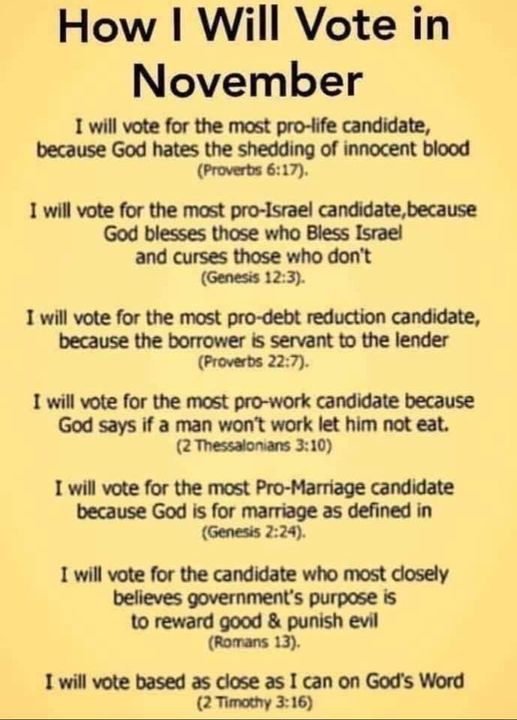 How I Will Vote in
November
I will vote for the most pro-life candidate,
because God hates the shedding of innocent blood
(Proverbs 6:17).
I will vote for the most pro-Israel candidate,because
God blesses those who Bless Israel
and curses those who don't
(Genesis 12:3).
I will vote for the most pro-debt reduction candidate,
because the borrower is servant to the lender
(Proverbs 22:7).
I will vote for the most pro-work candidate because
God says if a man won't work let him not eat.
(2 Thessalonians 3:10)
I will vote for the most Pro-Marriage candidate
because God is for marriage as defined in
(Genesis 2:24).
I will vote for the candidate who most closely
believes government's purpose is
to reward good & punish evil
(Romans 13).
I will vote based as close as I can on God's Word
(2 Timothy 3:16)